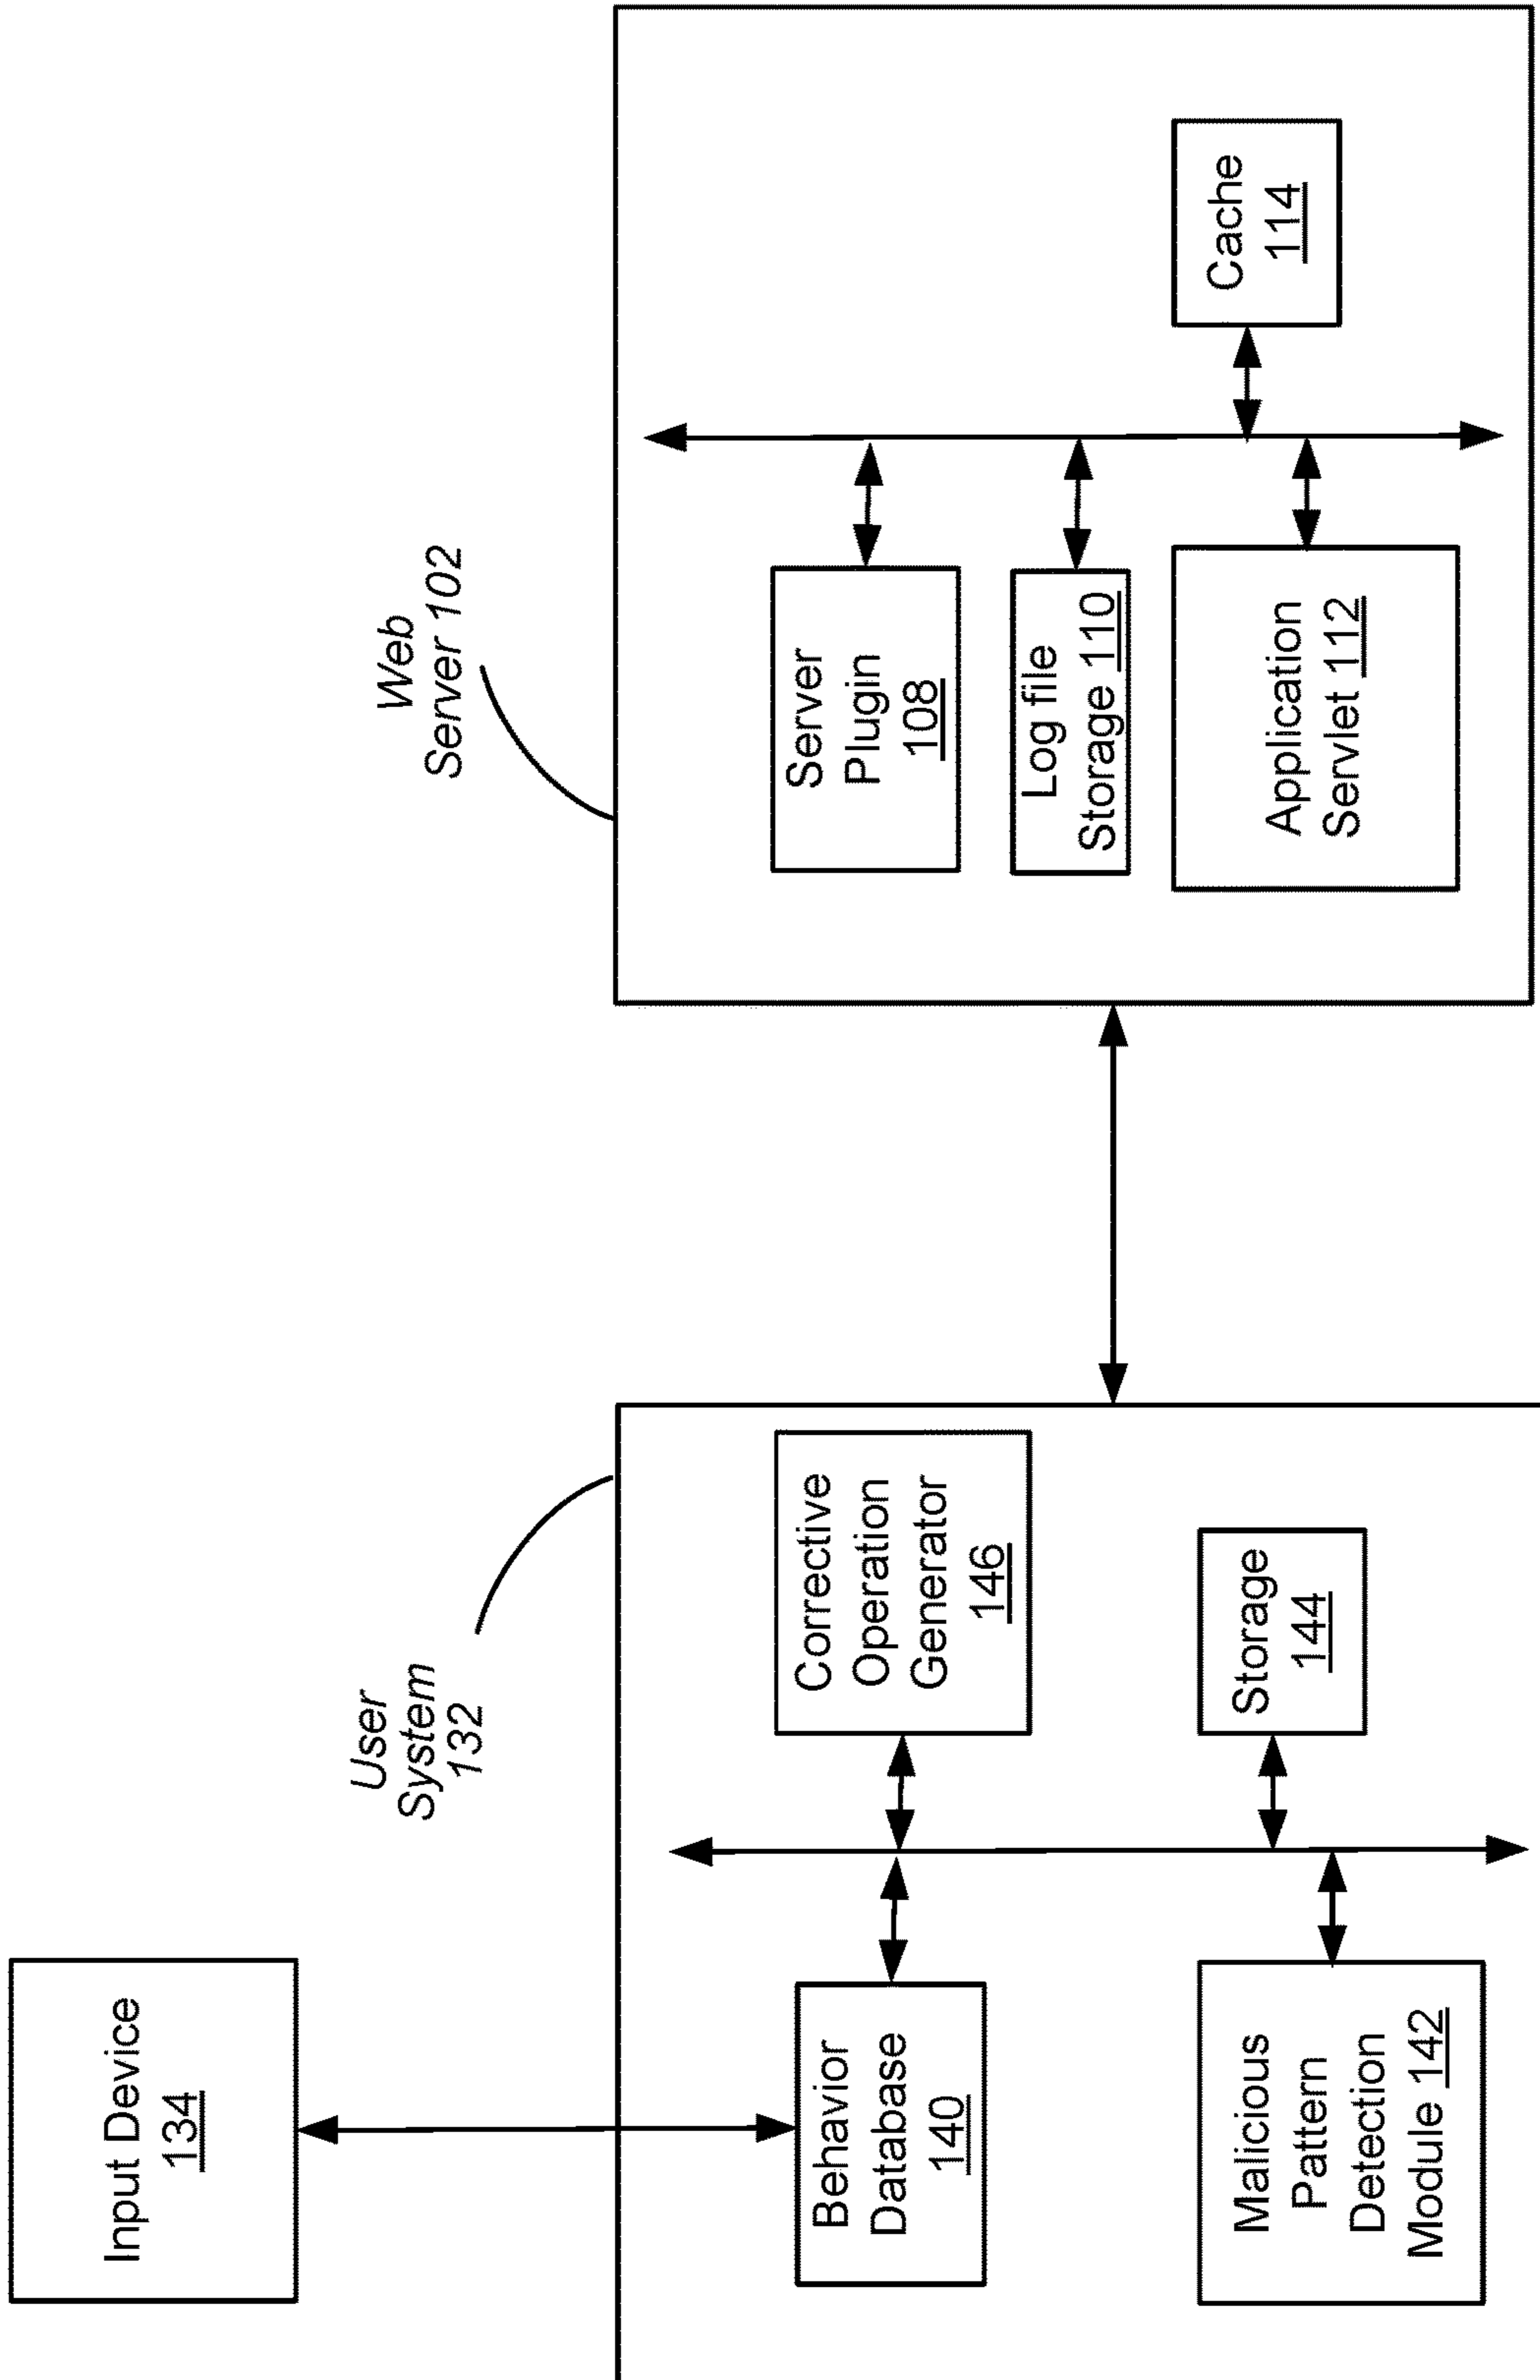 Input Device
134
User
System
132
Behavior
Database
140
Corrective
Operation
Generator
146
Malicious
Pattern
Detection
Module 142
Storage
144
Web
Server 102
Server
Plugin
108
Log file
Storage 110
Application
Servlet 112
Cache
114